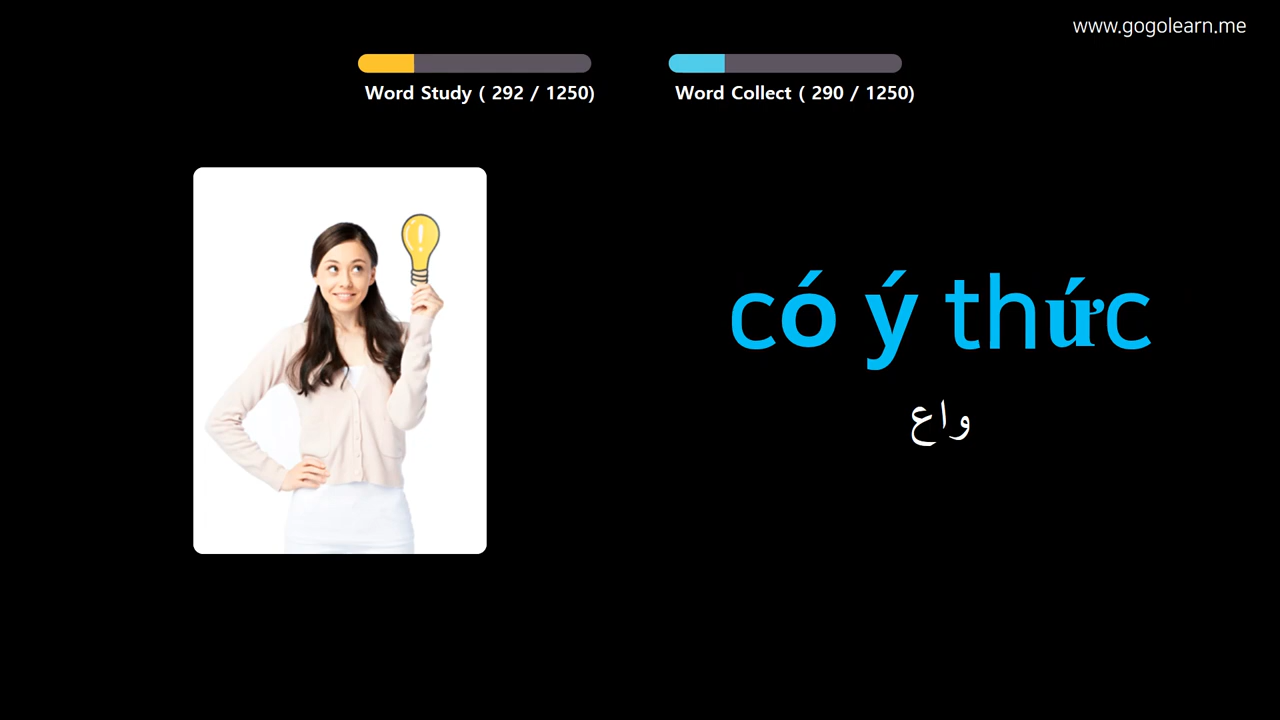 www.gogolearn.me
Word Study ( 292 / 1250)
Word Collect ( 290 / 1250)
có ý thức
واع